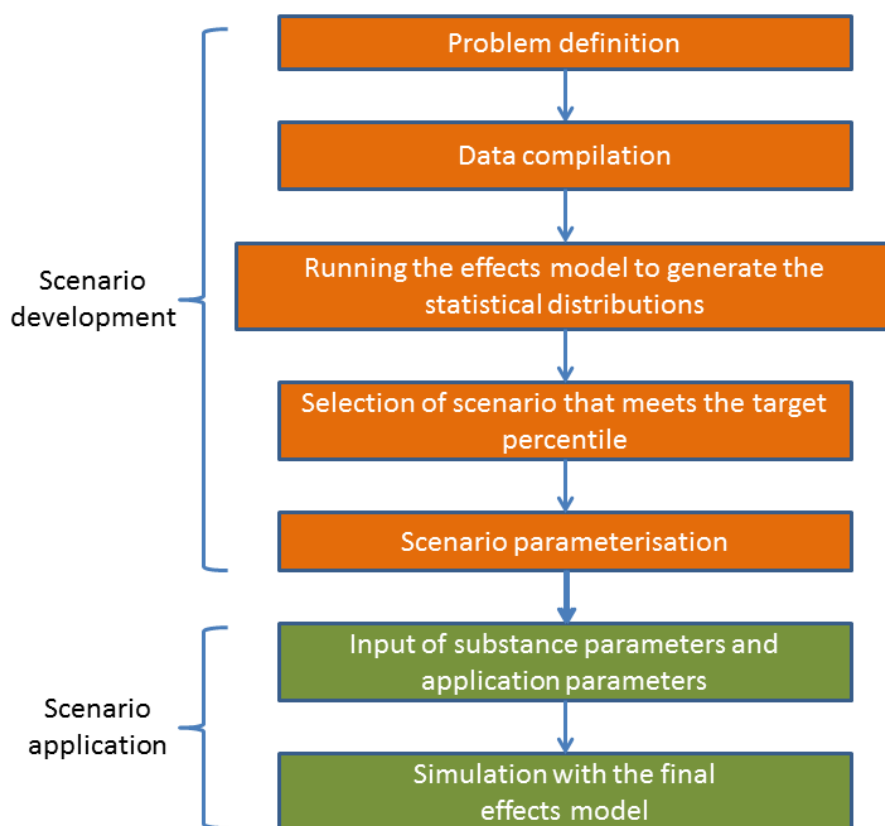 Problem definition
Data compilation
Running the effects model to generate the
statistical distributions
Scenario
development
Selection of scenario that meets the target
percentile
Scenario parameterisation
Input of substance parameters and
application parameters
Scenario
application
Simulation with the final
effects model